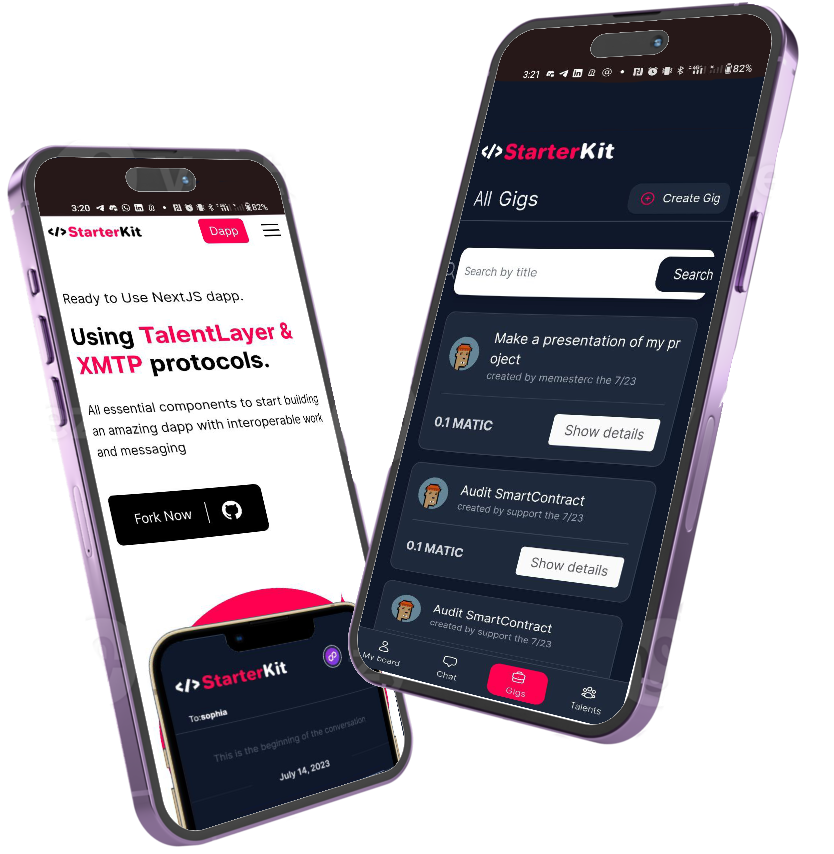 3:20
82%
</>StarterKit
Dapp
Ready to Use NextJS dapp.
Using TalentLayer &
XMTP protocols.
All essential components to start building
an amazing dapp with interoperable work
and messaging
Fork Now
</>StarterKit
To:sophia
This is the beginning of the conversation
July 14, 2023
3:21
82%
</>StarterKit
All Gigs
Create Gig
Search by title
Search
Make a presentation of my pr
oject
created by memesterc the 7/23
0.1 MATIC
Show details
Audit SmartContract
created by support the 7/23
0.1 MATIC
Show details
Audit SmartContract
created by support the 7/23
My board
Chat
Gigs
Talents